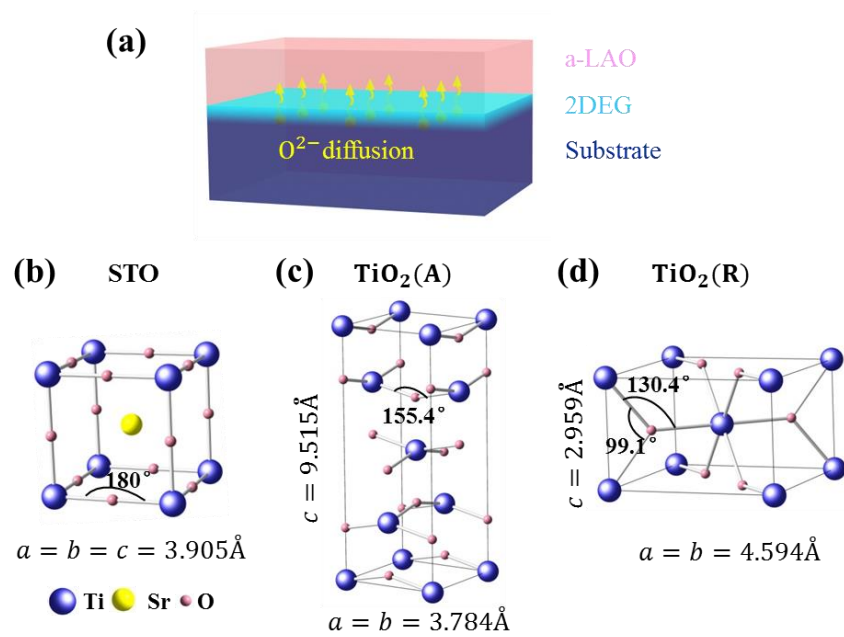 (a)
a-LAO
2DEG
O²⁻ diffusion
Substrate
(b) STO
(c) TiO₂(A)
(d) TiO₂(R)
180°
a = b = c = 3.905Å
Ti Sr O
155.4°
c = 9.515Å
a = b = 3.784Å
130.4°
99.1°
c = 2.959Å
a = b = 4.594Å